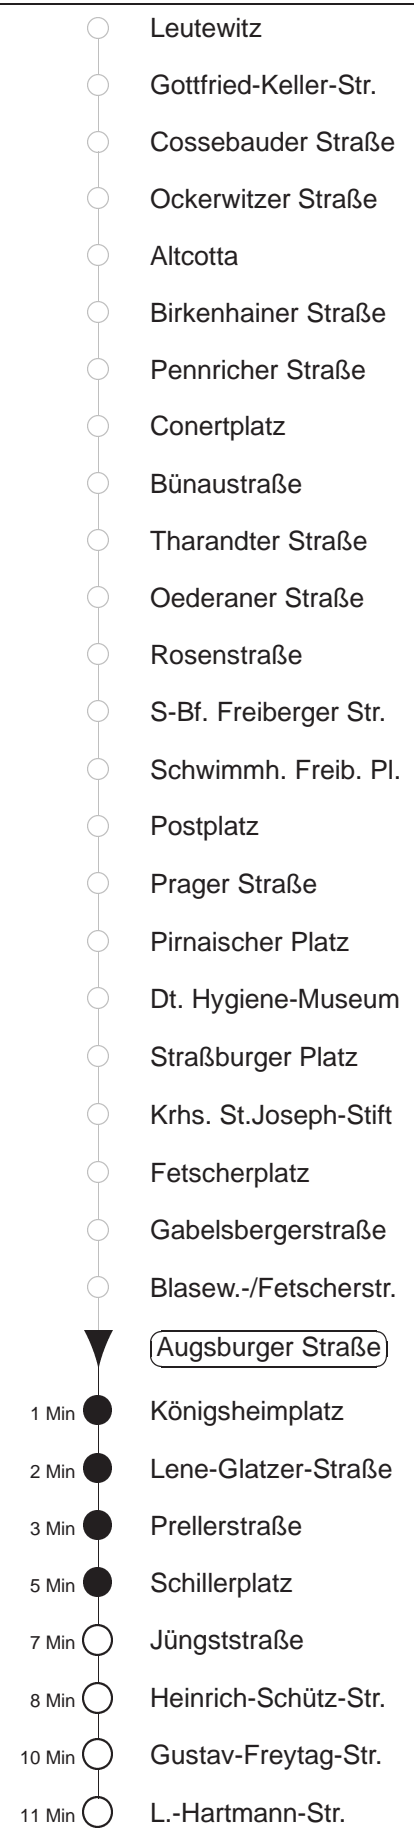 Leutewitz
Gottfried-Keller-Str.
Cossebauder Straße
Ockerwitzer Straße
Altcotta
Birkenhainer Straße
Pennricher Straße
Conertplatz
Bünaustraße
Tharandter Straße
Oederaner Straße
Rosenstraße
S-Bf. Freiberger Str.
Schwimmh. Freib. Pl.
Postplatz
Prager Straße
Pirnaischer Platz
Dt. Hygiene-Museum
Straßburger Platz
Krhs. St.Joseph-Stift
Fetscherplatz
Gabelsbergerstraße
Blasew.-/Fetscherstr.
Augsburger Straße
1 Min Königsheimplatz
2 Min Lene-Glatzer-Straße
3 Min Prellerstraße
5 Min Schillerplatz
7 Min Jüngststraße
8 Min Heinrich-Schütz-Str.
10 Min Gustav-Freytag-Str.
11 Min L.-Hartmann-Str.